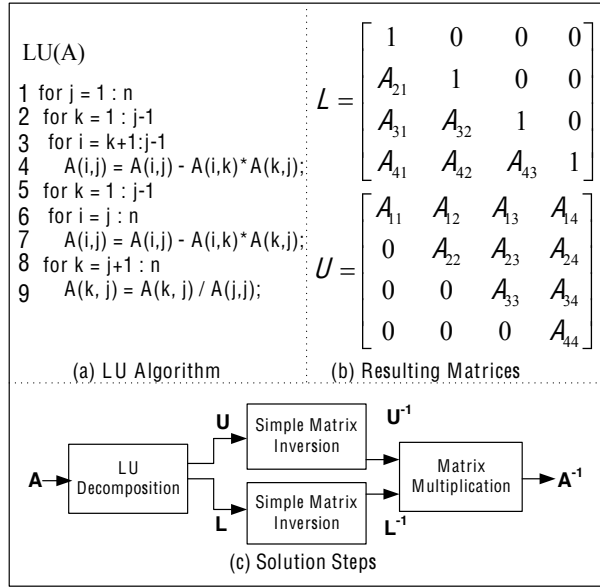 LU(A)
1 for j = 1 : n
2 for k = 1 : j-1
3 for i = k+1:j-1
4 A(i,j) = A(i,j) - A(i,k)*A(k,j);
5 for k = 1 : j-1
6 for i = j : n
7 A(i,j) = A(i,j) - A(i,k)*A(k,j);
8 for k = j+1 : n
9 A(k, j) = A(k, j) / A(j,j);
(a) LU Algorithm
L =
1 0 0 0
A21 1 0 0
A31 A32 1 0
A41 A42 A43 1
U =
A11 A12 A13 A14
0 A22 A23 A24
0 0 A33 A34
0 0 0 A44
(b) Resulting Matrices
A
LU
Decomposition
U
L
Simple Matrix
Inversion
Simple Matrix
Inversion
U⁻¹
L⁻¹
Matrix
Multiplication
A⁻¹
(c) Solution Steps